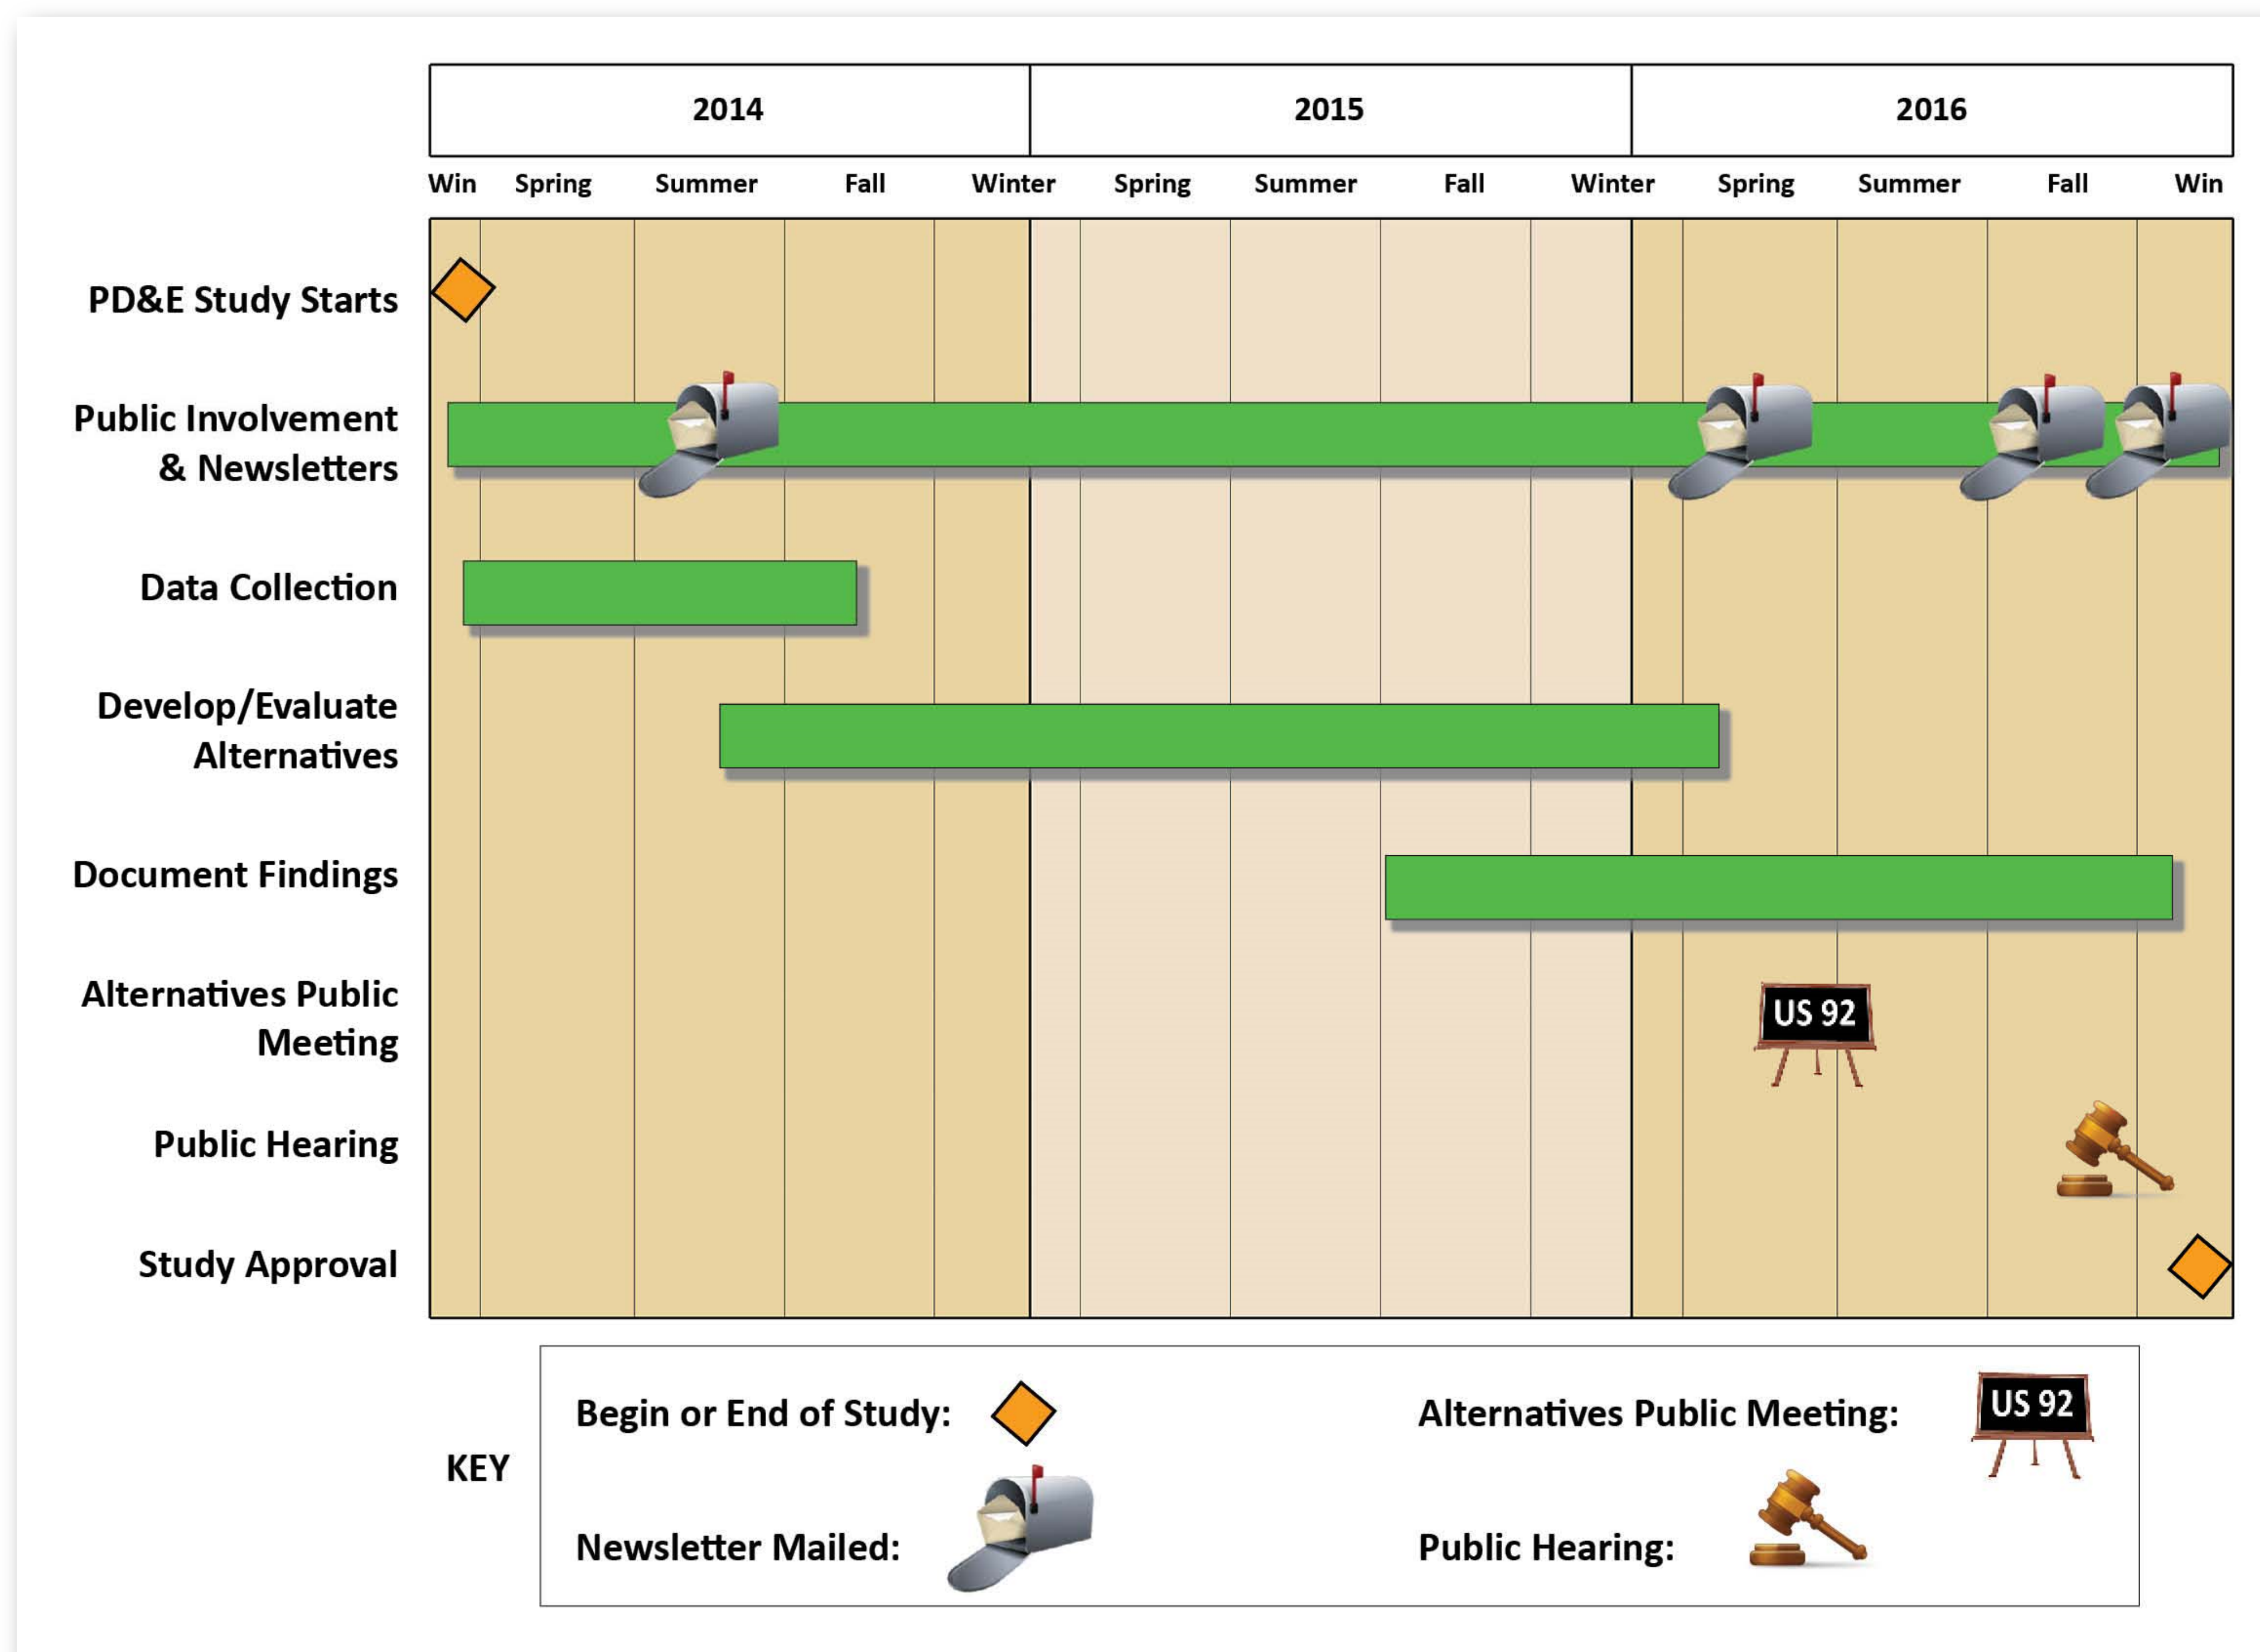 2014 2015 2016
Win Spring Summer Fall Winter Spring Summer Fall Winter Spring Summer Fall Win
PD&E Study Starts
Public Involvement
& Newsletters
Data Collection
Develop/Evaluate
Alternatives
Document Findings
Alternatives Public
Meeting
US 92
Public Hearing
Study Approval
KEY
Begin or End of Study:
Alternatives Public Meeting:
US 92
Newsletter Mailed:
Public Hearing: